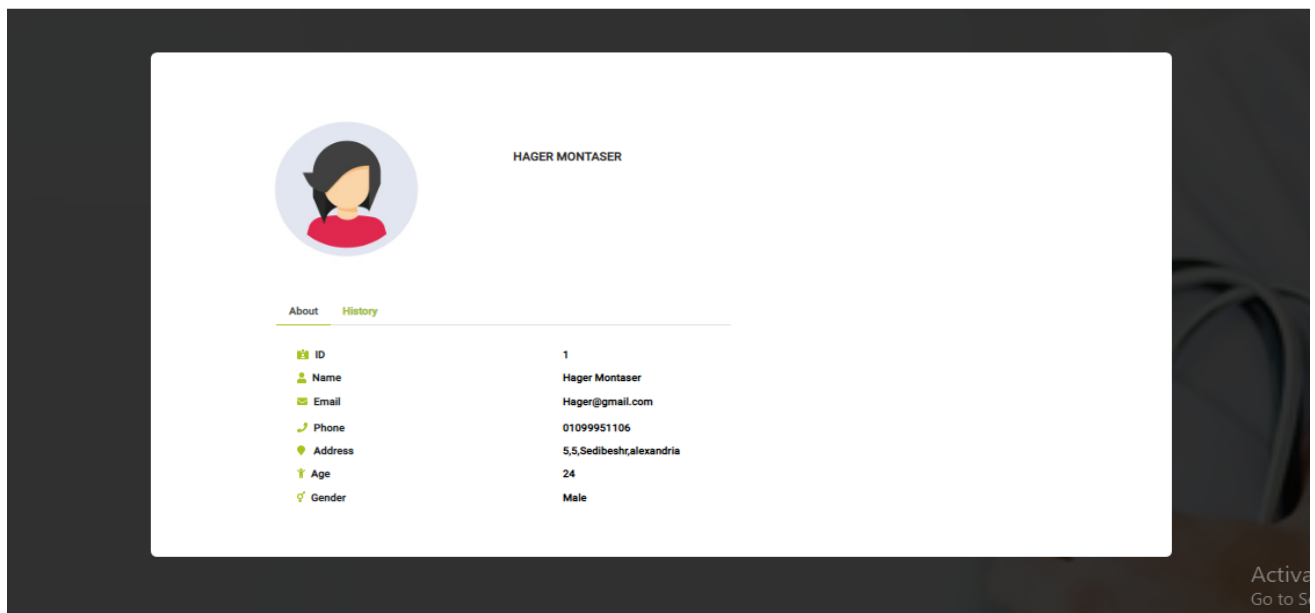 HAGER MONTASER
About History
ID 1
Name Hager Montaser
Email Hager@gmail.com
Phone 01099951106
Address 5,5,Sedibeshr,alexandria
Age 24
Gender Male
Activa
Go to S